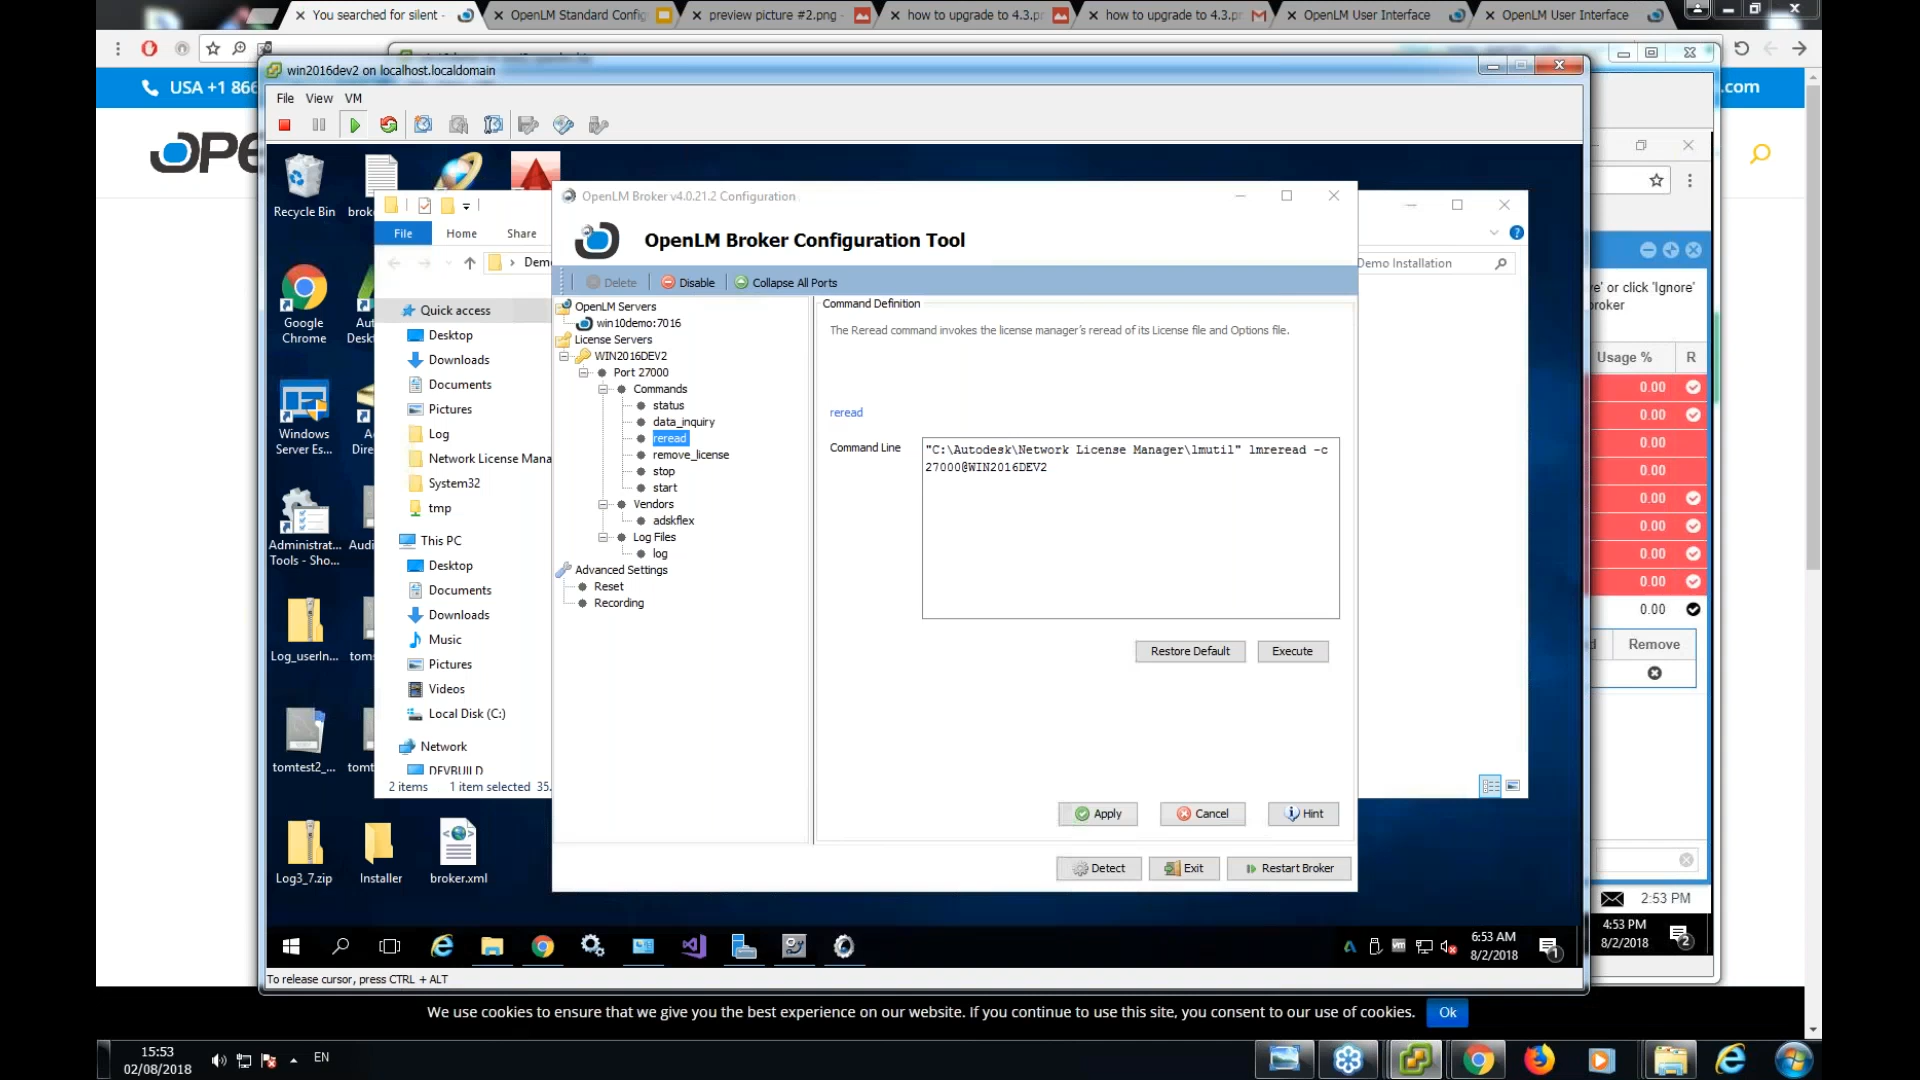 You searched for silent -
OpenLM Standard Config
preview picture #2.png -
how to upgrade to 4.3.p
how to upgrade to 4.3.p
OpenLM User Interface
OpenLM User Interface
USA +1 866
.com
win2016dev2 on localhost.localdomain
File View VM
Recycle Bin
Google Chrome
Windows Server Es...
Administrat... Tools - Sho...
Log_userIn...
tomtest2_...
Log3_7.zip
Installer
broker.xml
File
Home
Share
Demo Installation
Quick access
Desktop
Downloads
Documents
Pictures
Log
Network License Mana
System32
tmp
This PC
Desktop
Documents
Downloads
Music
Pictures
Videos
Local Disk (C:)
Network
DEVBUILD
2 items 1 item selected 35.
OpenLM Broker v4.0.21.2 Configuration
OpenLM Broker Configuration Tool
Delete
Disable
Collapse All Ports
OpenLM Servers
win10demo:7016
License Servers
WIN2016DEV2
Port 27000
Commands
status
data_inquiry
reread
remove_license
stop
start
Vendors
adskflex
Log Files
log
Advanced Settings
Reset
Recording
Command Definition
The Reread command invokes the license manager's reread of its License file and Options file.
reread
Command Line
"C:\Autodesk\Network License Manager\lmutil" lmreread -c
27000@WIN2016DEV2
Restore Default
Execute
Apply
Cancel
Hint
Detect
Exit
Restart Broker
e' or click 'Ignore'
broker
Usage % R
0.00
0.00
0.00
0.00
0.00
0.00
0.00
0.00
0.00
Remove
2:53 PM
4:53 PM
8/2/2018
2
6:53 AM
8/2/2018
1
To release cursor, press CTRL + ALT
We use cookies to ensure that we give you the best experience on our website. If you continue to use this site, you consent to our use of cookies.
Ok
15:53
02/08/2018
EN